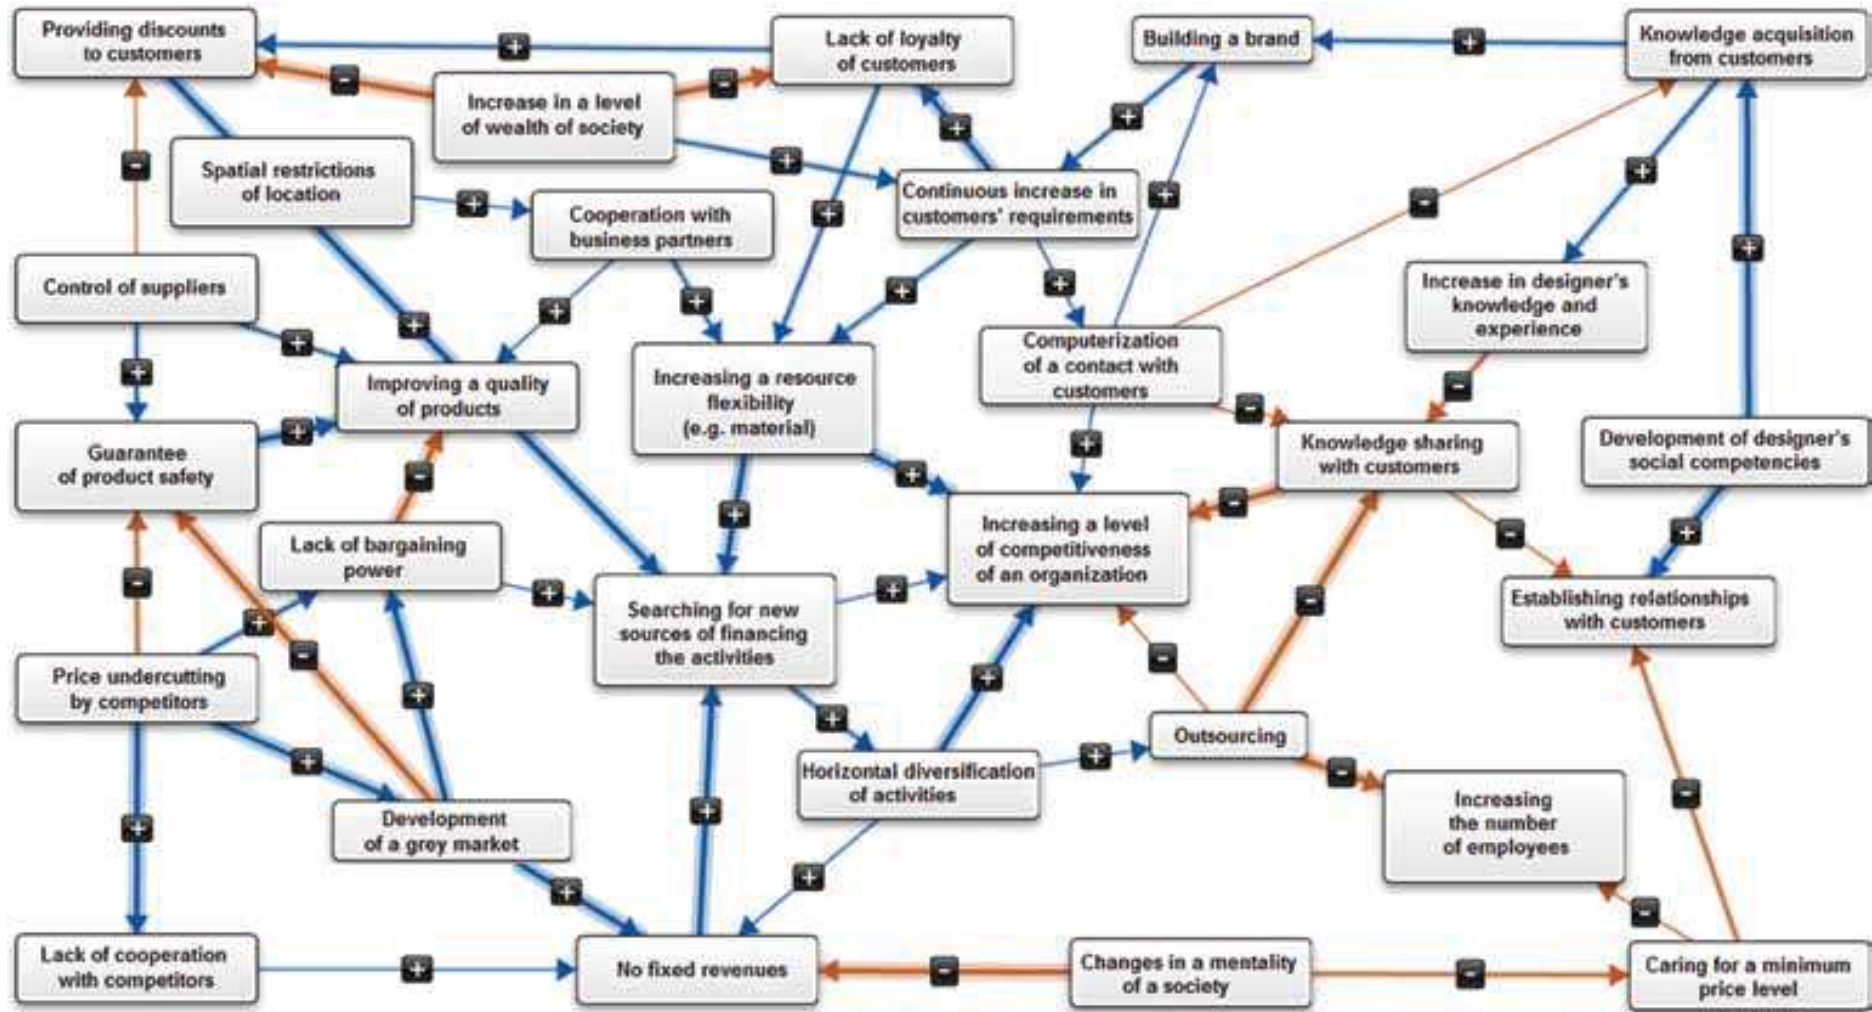 Providing discounts
to customers
+
Lack of loyalty
of customers
Building a brand
+
Knowledge acquisition
from customers
-
-
Increase in a level
of wealth of society
+
+
-
Spatial restrictions
of location
+
+
Continuous increase in
customers' requirements
+
-
+
Cooperation with
business partners
+
+
Control of suppliers
+
+
+
+
+
Increase in designer's
knowledge and
experience
+
+
Computerization
of a contact with
customers
+
Improving a quality
of products
Increasing a resource
flexibility
(e.g. material)
-
-
Guarantee
of product safety
+
+
Knowledge sharing
with customers
Development of designer's
social competencies
-
+
-
Lack of bargaining
power
+
Increasing a level
of competitiveness
of an organization
-
+
-
+
+
Searching for new
sources of financing
the activities
-
Establishing relationships
with customers
+
-
-
Price undercutting
by competitors
+
+
+
Outsourcing
+
Horizontal diversification
of activities
+
-
-
Development
of a grey market
+
+
Increasing
the number
of employees
+
+
-
Lack of cooperation
with competitors
+
No fixed revenues
-
Changes in a mentality
of a society
-
Caring for a minimum
price level